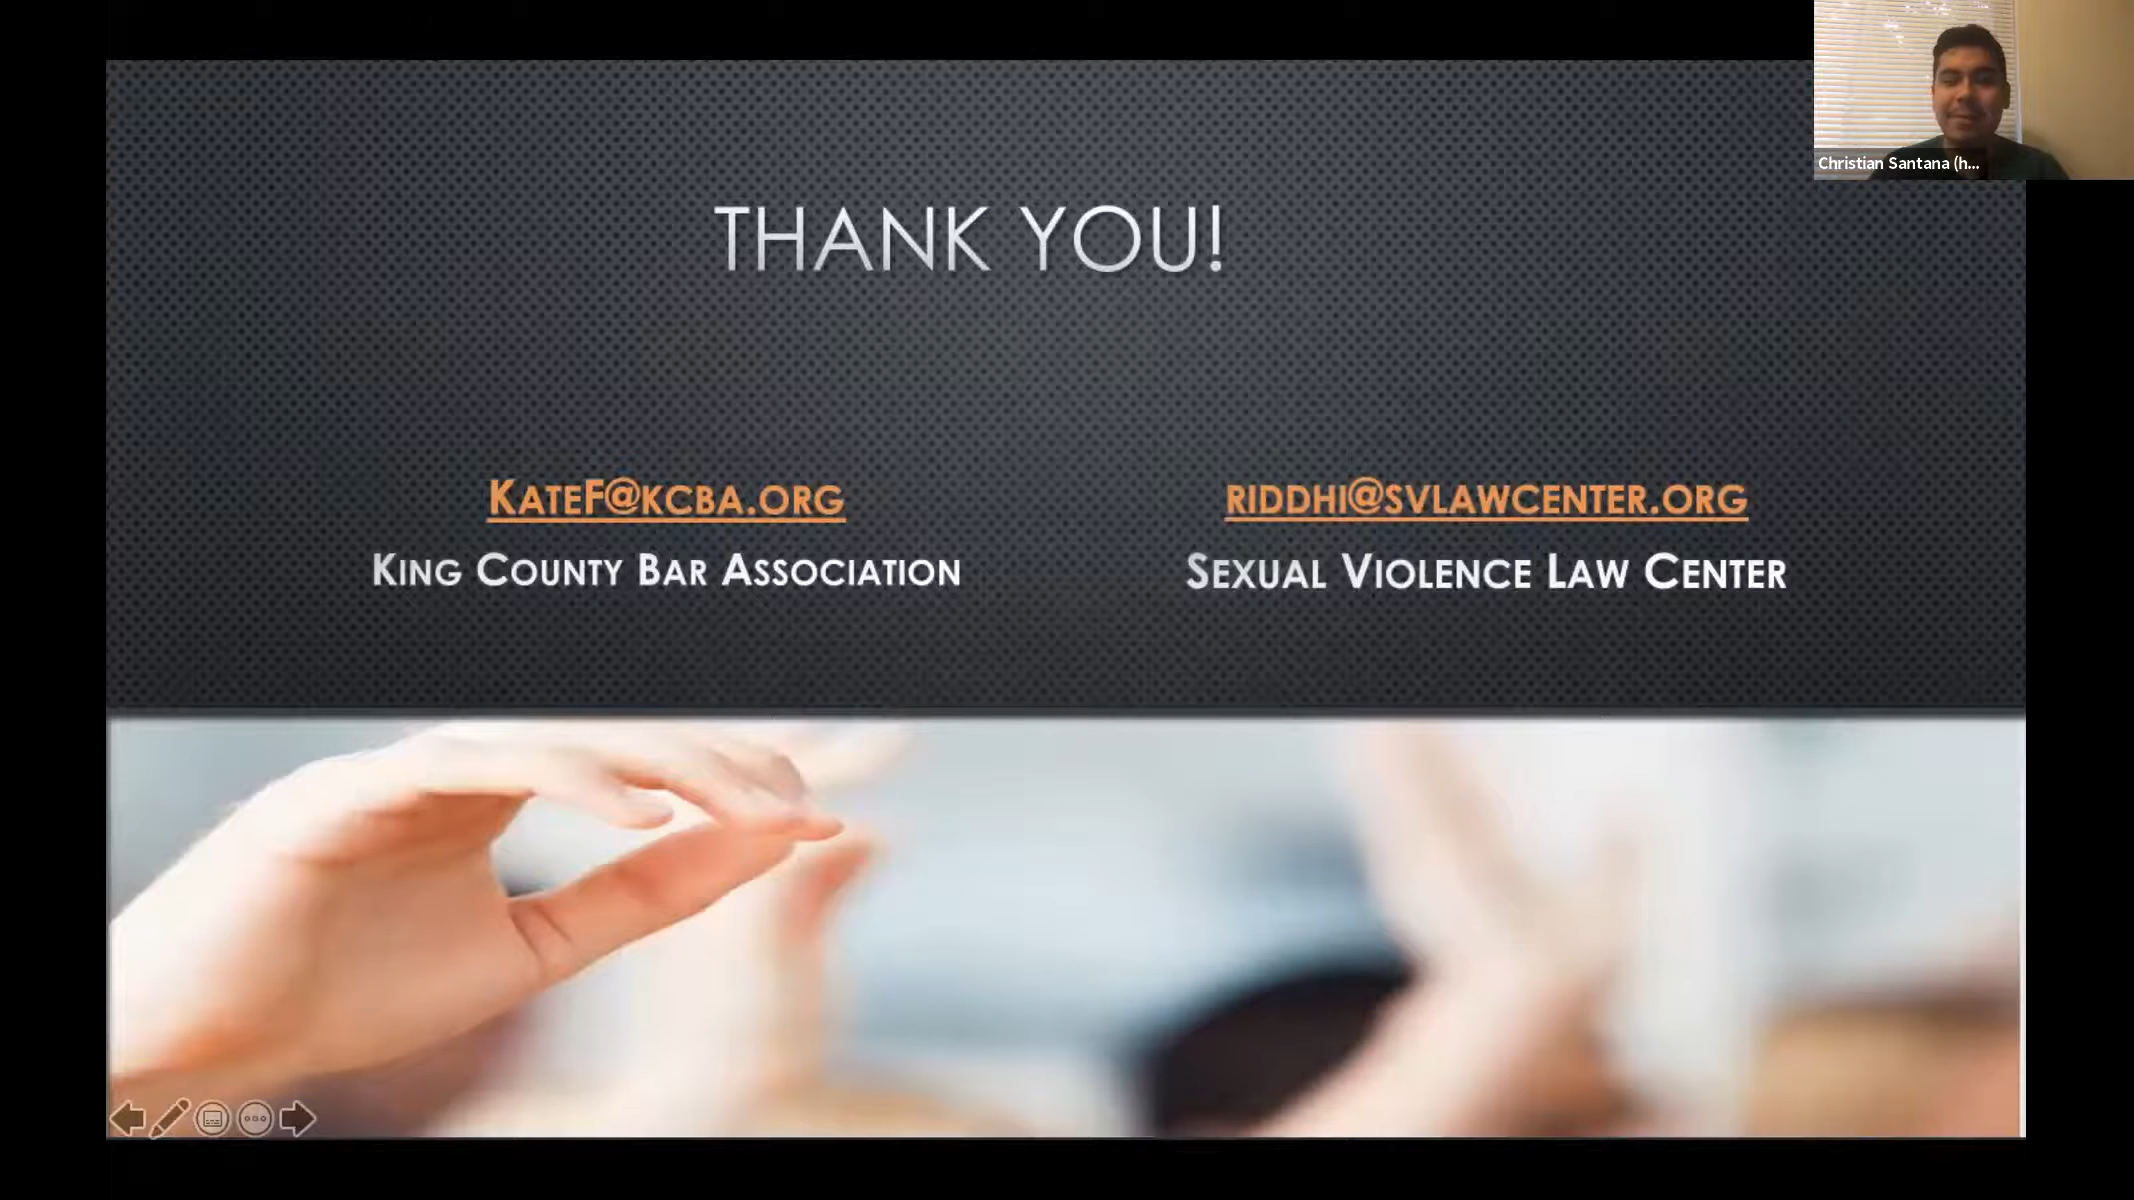 Christian Santana (h...
THANK YOU!
KateF@kcba.org
King County Bar Association
riddhi@svlawcenter.org
Sexual Violence Law Center